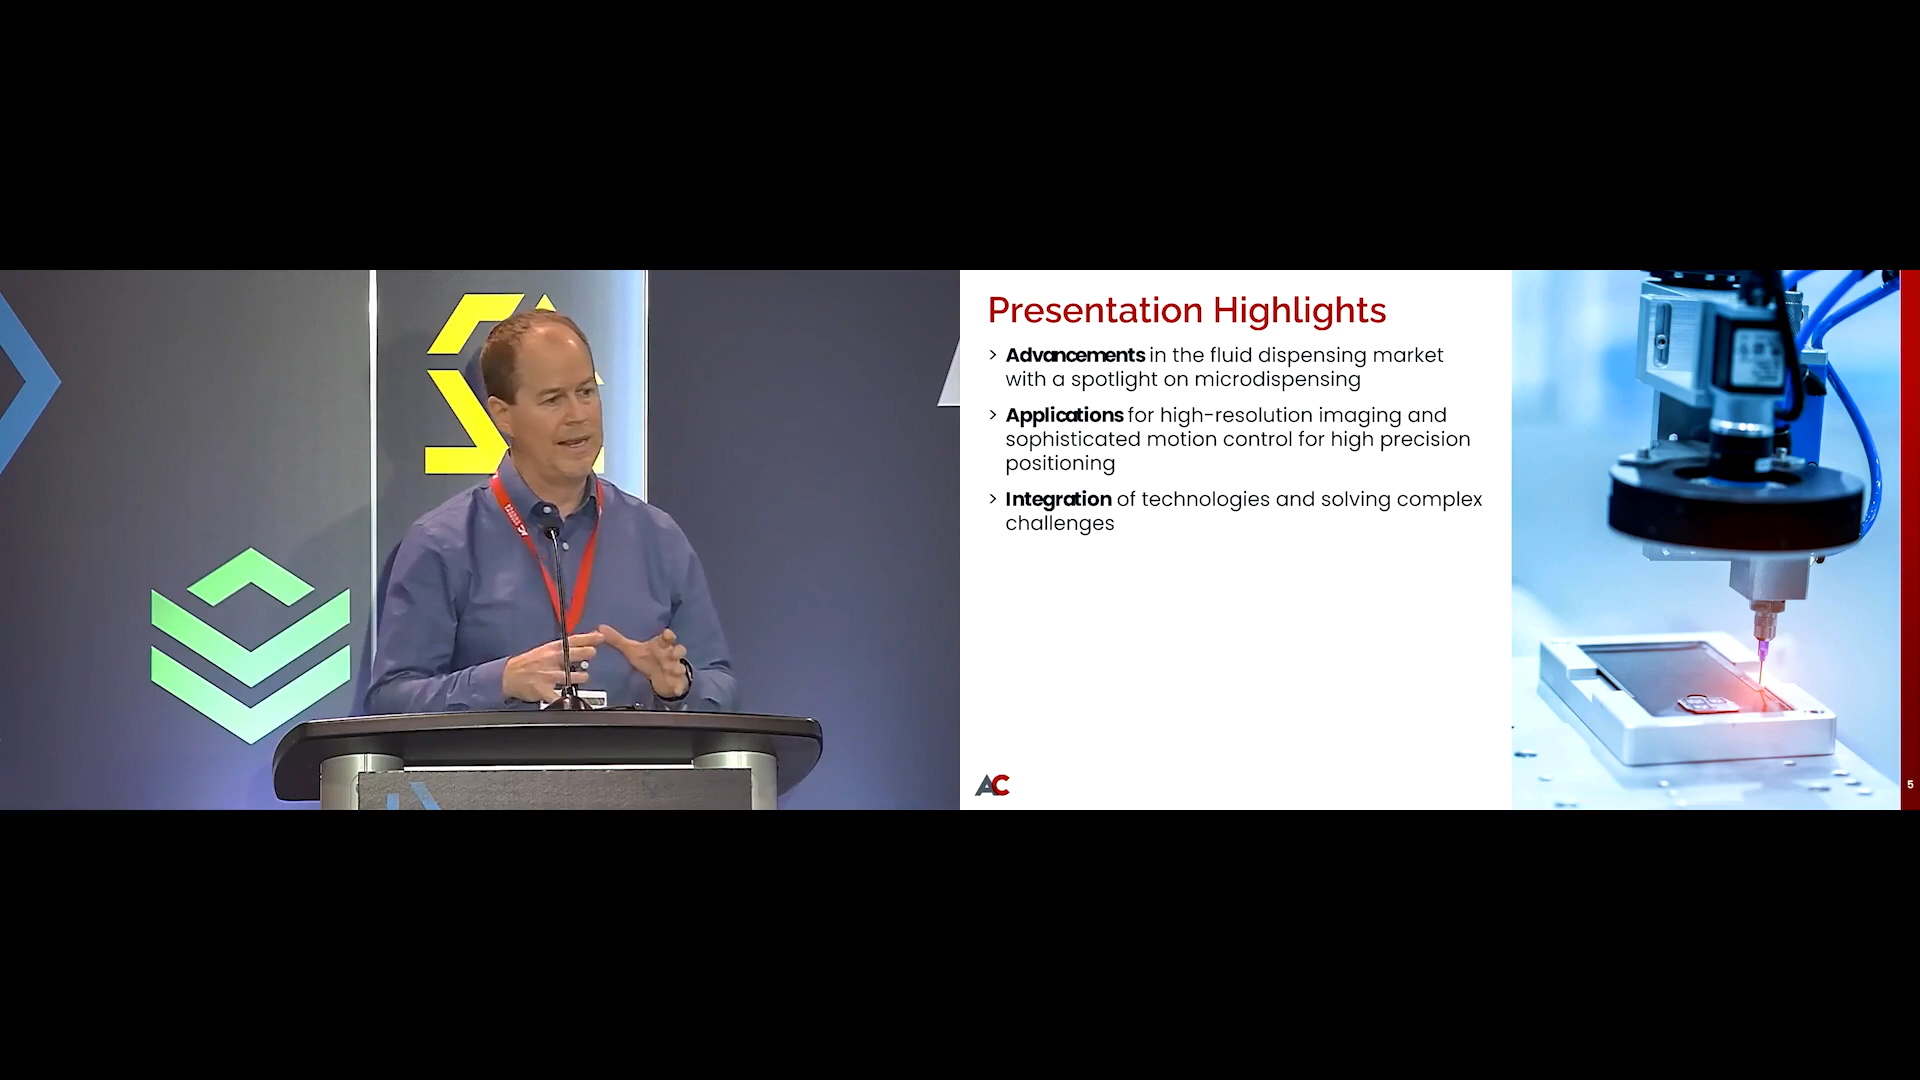 Presentation Highlights
> Advancements in the fluid dispensing market
with a spotlight on microdispensing
> Applications for high-resolution imaging and
sophisticated motion control for high precision
positioning
> Integration of technologies and solving complex
challenges
AC
5